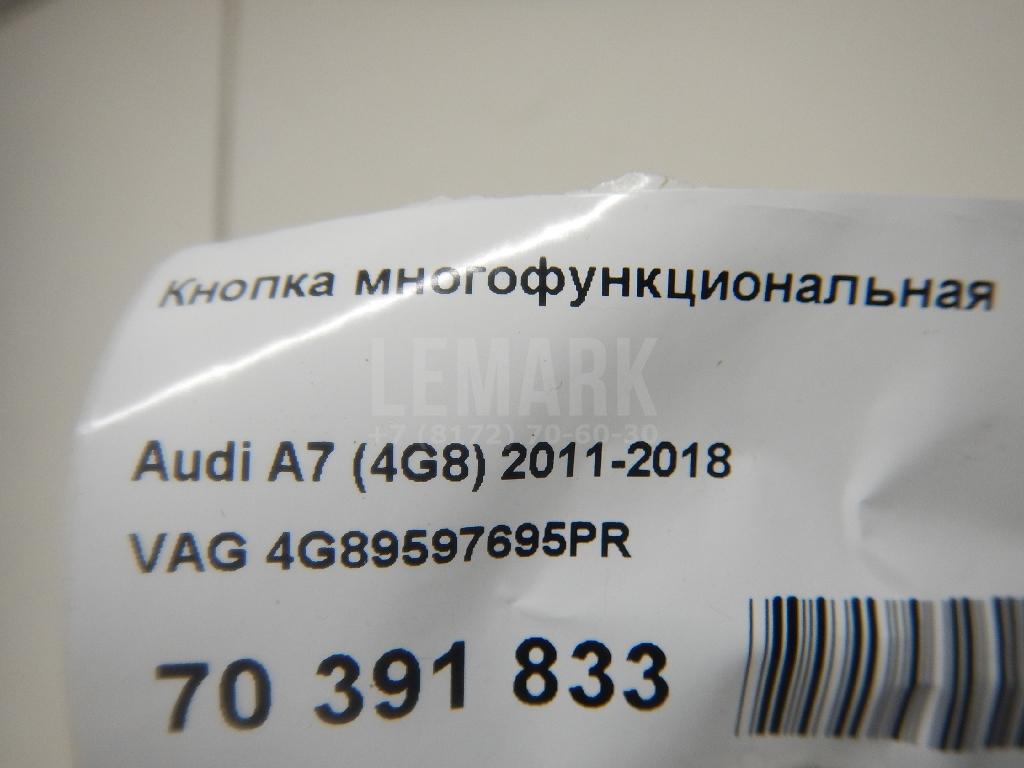 Кнопка многофункциональная
LEMARK
+7 (8172) 70-60-30
Audi A7 (4G8) 2011-2018
VAG 4G89597695PR
70 391 833